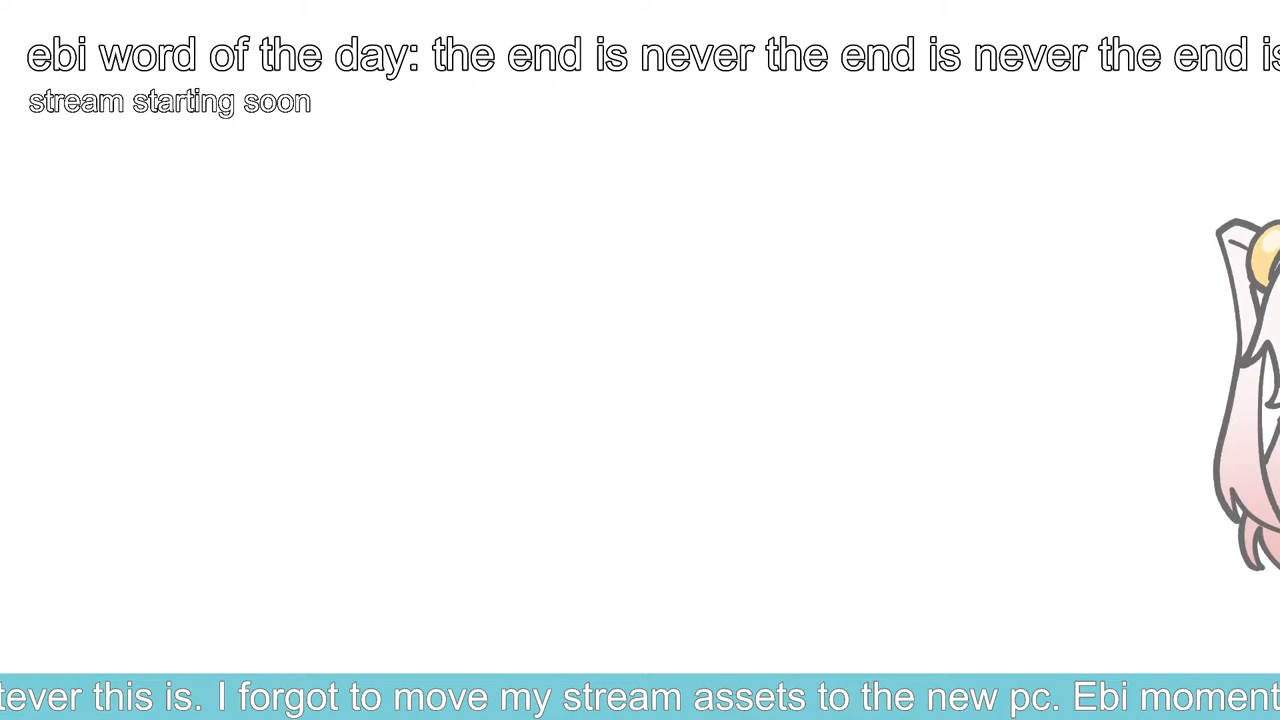 ebi word of the day: the end is never the end is never the end is
stream starting soon
tever this is. I forgot to move my stream assets to the new pc. Ebi moment